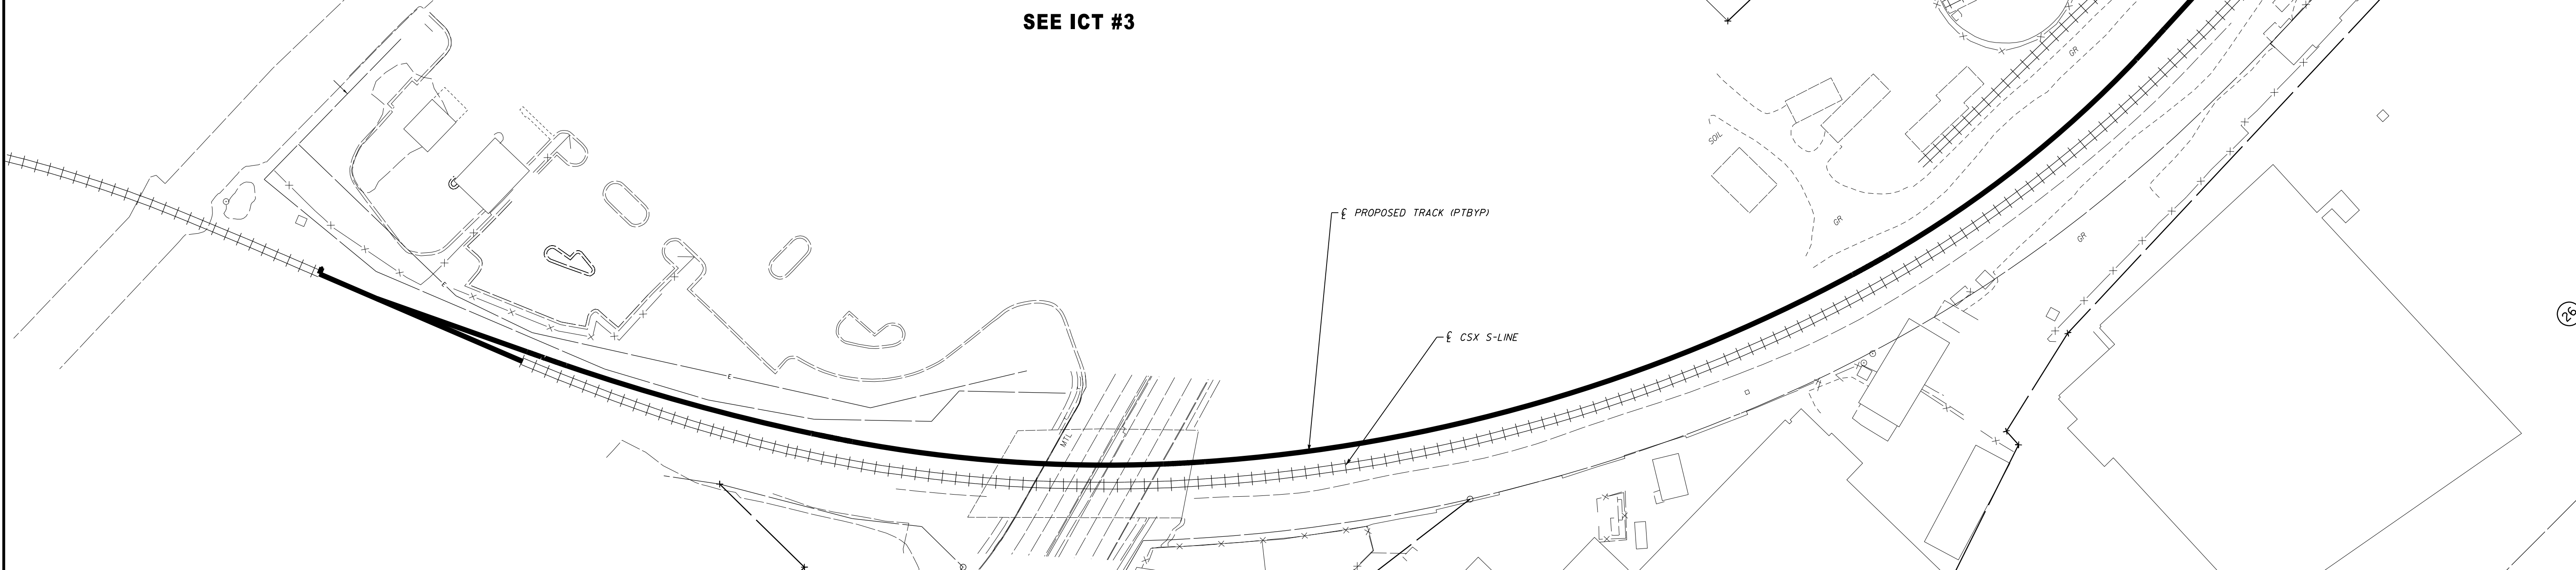 SEE ICT #3
GR
SOIL
℄ PROPOSED TRACK (PTBYP)
GR
GR
E
26
℄ CSX S-LINE
E
MTL